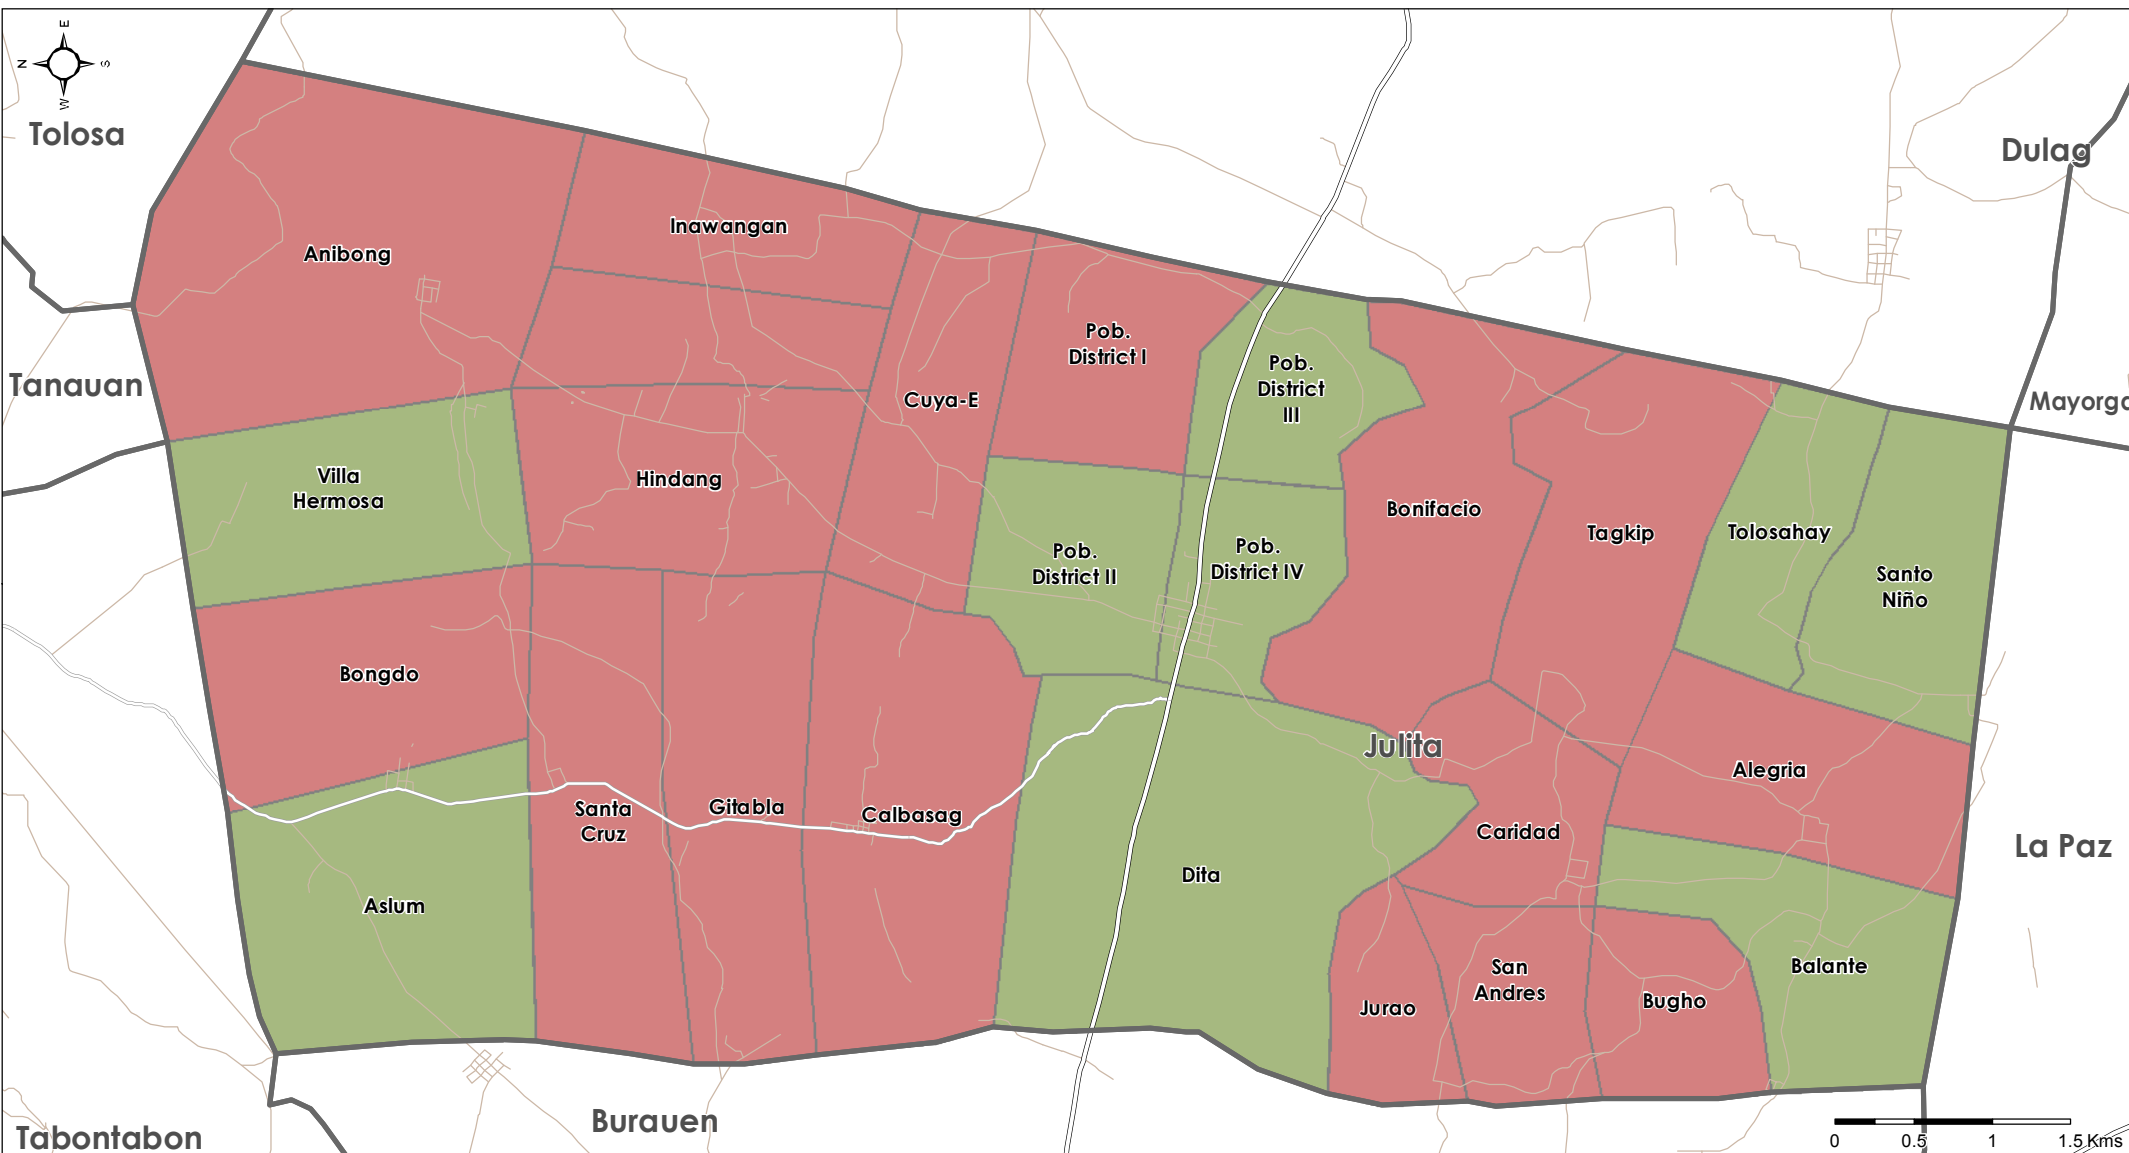 E
N
S
W
Tolosa
Dulag
Inawangan
Anibong
Pob.
District I
Pob.
District
III
Tanauan
Cuya-E
Mayorga
Villa
Hermosa
Hindang
Bonifacio
Tagkip
Tolosahay
Pob.
District II
Pob.
District IV
Santo
Niño
Bongdo
Julita
Alegria
Santa
Cruz
Gitabla
Calbasag
Caridad
La Paz
Dita
Aslum
San
Andres
Balante
Jurao
Bugho
Burauen
Tabontabon
0 0.5 1 1.5 Kms